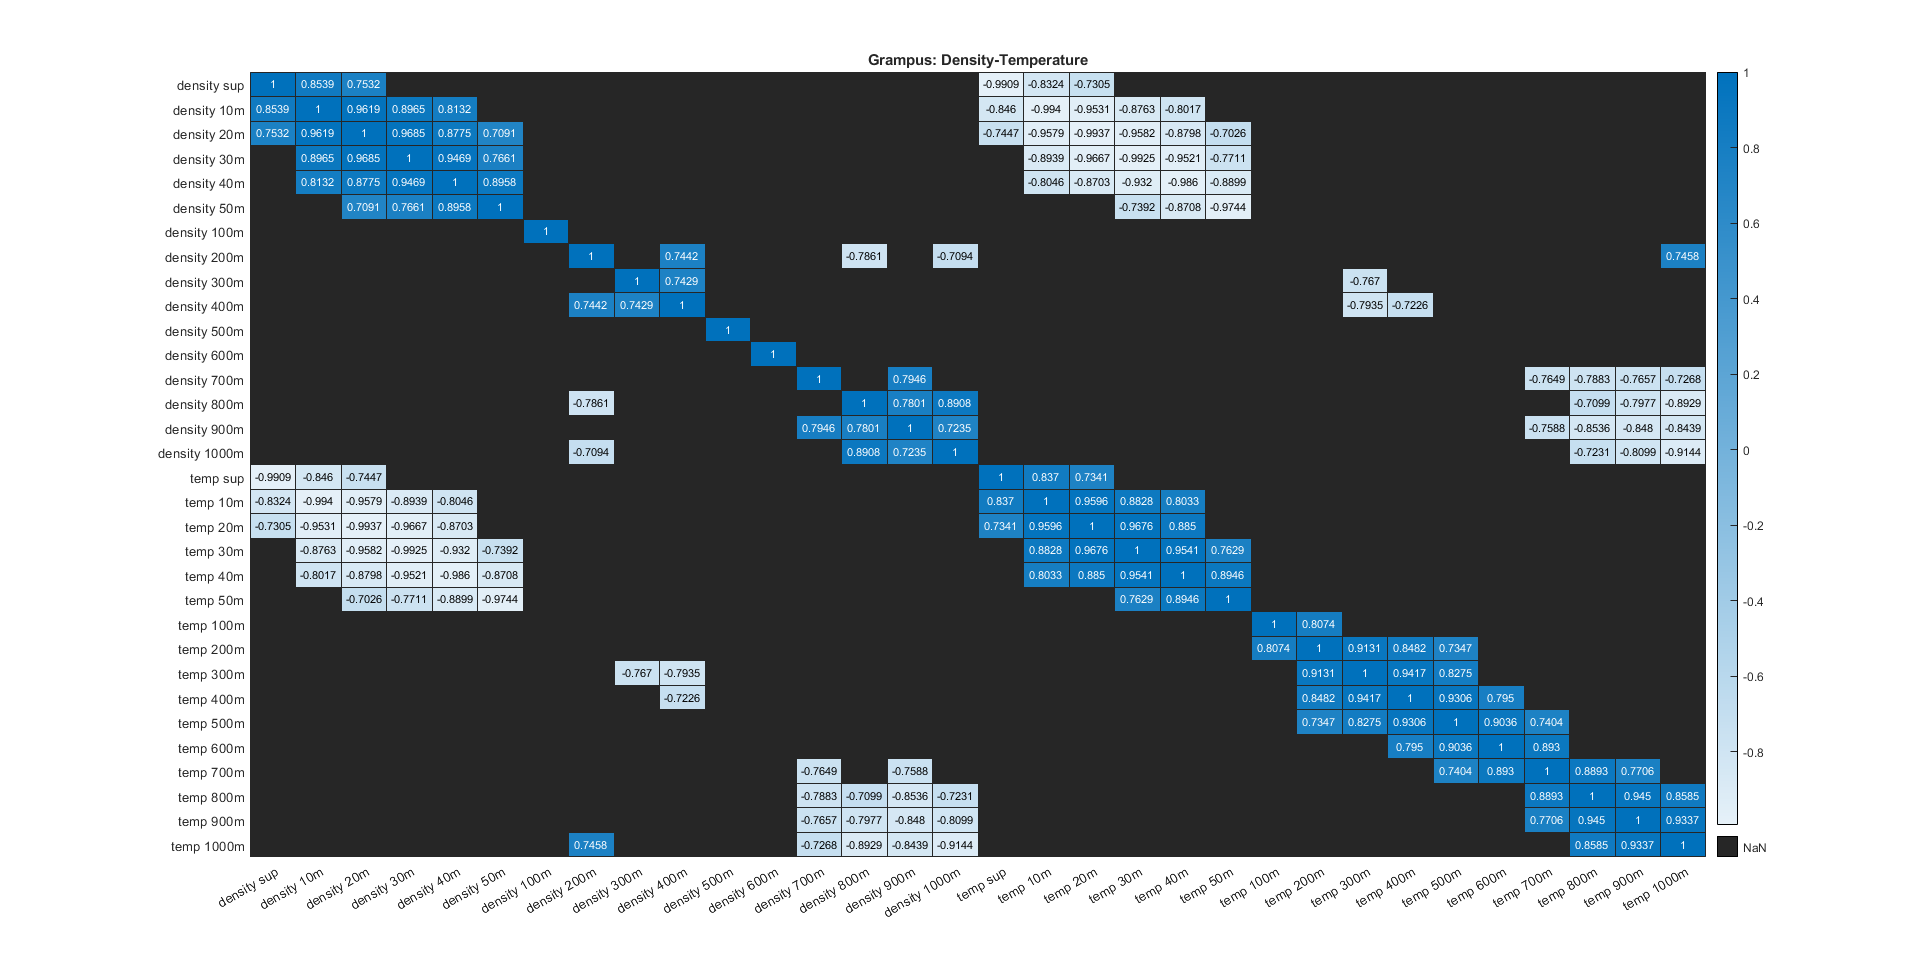 Grampus: Density-Temperature
density sup 1 0.8539 0.7532 -0.9909 -0.8324 -0.7305
density 10m 0.8539 1 0.9619 0.8965 0.8132 -0.846 -0.994 -0.9531 -0.8763 -0.8017
density 20m 0.7532 0.9619 1 0.9685 0.8775 0.7091 -0.7447 -0.9579 -0.9937 -0.9582 -0.8798 -0.7026
density 30m 0.8965 0.9685 1 0.9469 0.7661 -0.8939 -0.9667 -0.9925 -0.9521 -0.7711
density 40m 0.8132 0.8775 0.9469 1 0.8958 -0.8046 -0.8703 -0.932 -0.986 -0.8899
density 50m 0.7091 0.7661 0.8958 1 -0.7392 -0.8708 -0.9744
density 100m 1
density 200m 1 0.7442 -0.7861 -0.7094 0.7458
density 300m 1 0.7429 -0.767
density 400m 0.7442 0.7429 1 -0.7935 -0.7226
density 500m 1
density 600m 1
density 700m 1 0.7946 -0.7649 -0.7883 -0.7657 -0.7268
density 800m -0.7861 1 0.7801 0.8908 -0.7099 -0.7977 -0.8929
density 900m 0.7946 0.7801 1 0.7235 -0.7588 -0.8536 -0.848 -0.8439
density 1000m -0.7094 0.8908 0.7235 1 -0.7231 -0.8099 -0.9144
temp sup -0.9909 -0.846 -0.7447 1 0.837 0.7341
temp 10m -0.8324 -0.994 -0.9579 -0.8939 -0.8046 0.837 1 0.9596 0.8828 0.8033
temp 20m -0.7305 -0.9531 -0.9937 -0.9667 -0.8703 0.7341 0.9596 1 0.9676 0.885
temp 30m -0.8763 -0.9582 -0.9925 -0.932 -0.7392 0.8828 0.9676 1 0.9541 0.7629
temp 40m -0.8017 -0.8798 -0.9521 -0.986 -0.8708 0.8033 0.885 0.9541 1 0.8946
temp 50m -0.7026 -0.7711 -0.8899 -0.9744 0.7629 0.8946 1
temp 100m 1 0.8074
temp 200m 0.8074 1 0.9131 0.8482 0.7347
temp 300m -0.767 -0.7935 0.9131 1 0.9417 0.8275
temp 400m -0.7226 0.8482 0.9417 1 0.9306 0.795
temp 500m 0.7347 0.8275 0.9306 1 0.9036 0.7404
temp 600m 0.795 0.9036 1 0.893
temp 700m -0.7649 -0.7588 0.7404 0.893 1 0.8893 0.7706
temp 800m -0.7883 -0.7099 -0.8536 -0.7231 0.8893 1 0.945 0.8585
temp 900m -0.7657 -0.7977 -0.848 -0.8099 0.7706 0.945 1 0.9337
temp 1000m 0.7458 -0.7268 -0.8929 -0.8439 -0.9144 0.8585 0.9337 1
density sup density 10m density 20m density 30m density 40m density 50m density 100m density 200m density 300m density 400m density 500m density 600m density 700m density 800m density 900m density 1000m temp sup temp 10m temp 20m temp 30m temp 40m temp 50m temp 100m temp 200m temp 300m temp 400m temp 500m temp 600m temp 700m temp 800m temp 900m temp 1000m
1
0.8
0.6
0.4
0.2
0
-0.2
-0.4
-0.6
-0.8
NaN